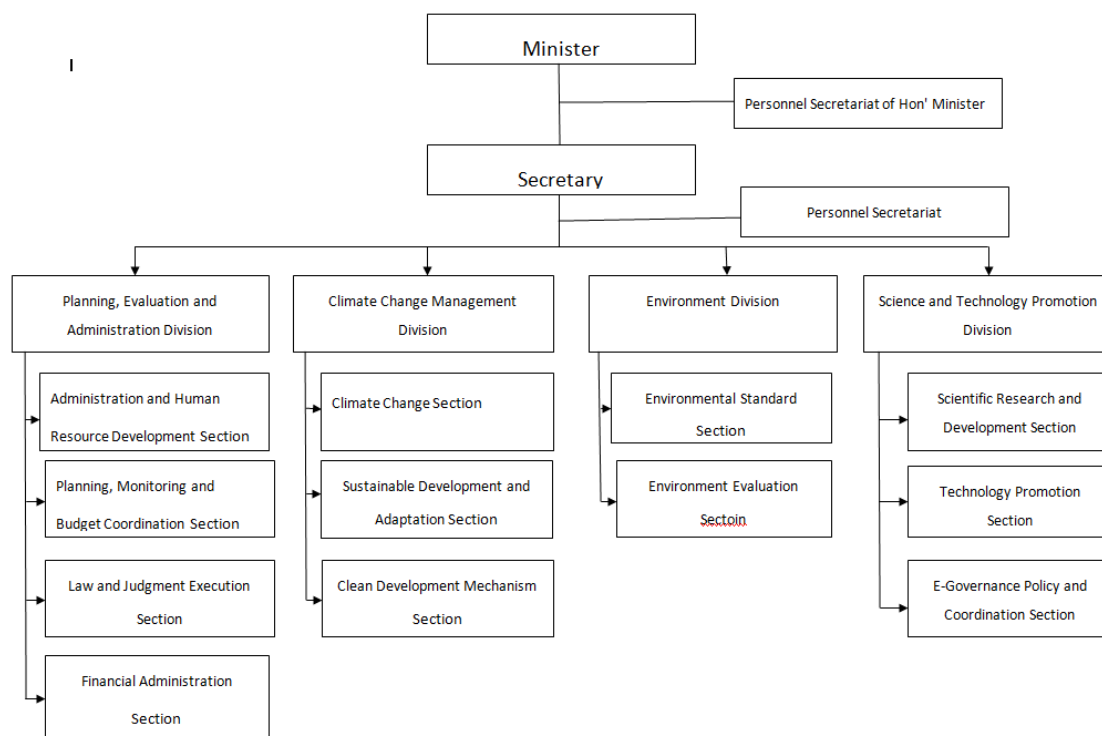 Minister
I
Personnel Secretariat of Hon' Minister
Secretary
Personnel Secretariat
Planning, Evaluation and
Administration Division
Climate Change Management
Division
Environment Division
Science and Technology Promotion
Division
Administration and Human
Resource Development Section
Planning, Monitoring and
Budget Coordination Section
Law and Judgment Execution
Section
Financial Administration
Section
Climate Change Section
Sustainable Development and
Adaptation Section
Clean Development Mechanism
Section
Environmental Standard
Section
Environment Evaluation
Sectoin
Scientific Research and
Development Section
Technology Promotion
Section
E-Governance Policy and
Coordination Section